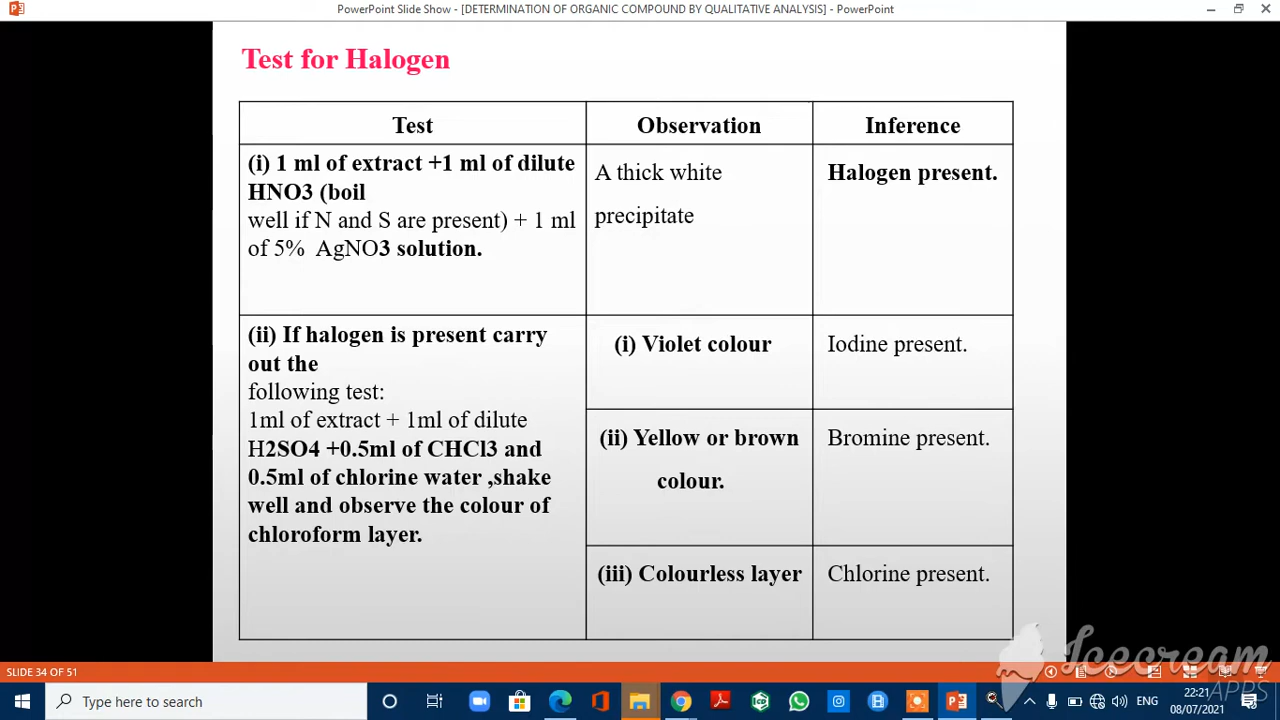 PowerPoint Slide Show - [DETERMINATION OF ORGANIC COMPOUND BY QUALITATIVE ANALYSIS] - PowerPoint
Test for Halogen
Test
Observation
Inference
(i) 1 ml of extract +1 ml of dilute
HNO3 (boil
well if N and S are present) + 1 ml
of 5% AgNO3 solution.
A thick white
precipitate
Halogen present.
(ii) If halogen is present carry
out the
following test:
1ml of extract + 1ml of dilute
H2SO4 +0.5ml of CHCl3 and
0.5ml of chlorine water ,shake
well and observe the colour of
chloroform layer.
(i) Violet colour
Iodine present.
(ii) Yellow or brown
colour.
Bromine present.
(iii) Colourless layer
Chlorine present.
Icecream
APPS
SLIDE 34 OF 51
Type here to search
ENG
22:21
08/07/2021